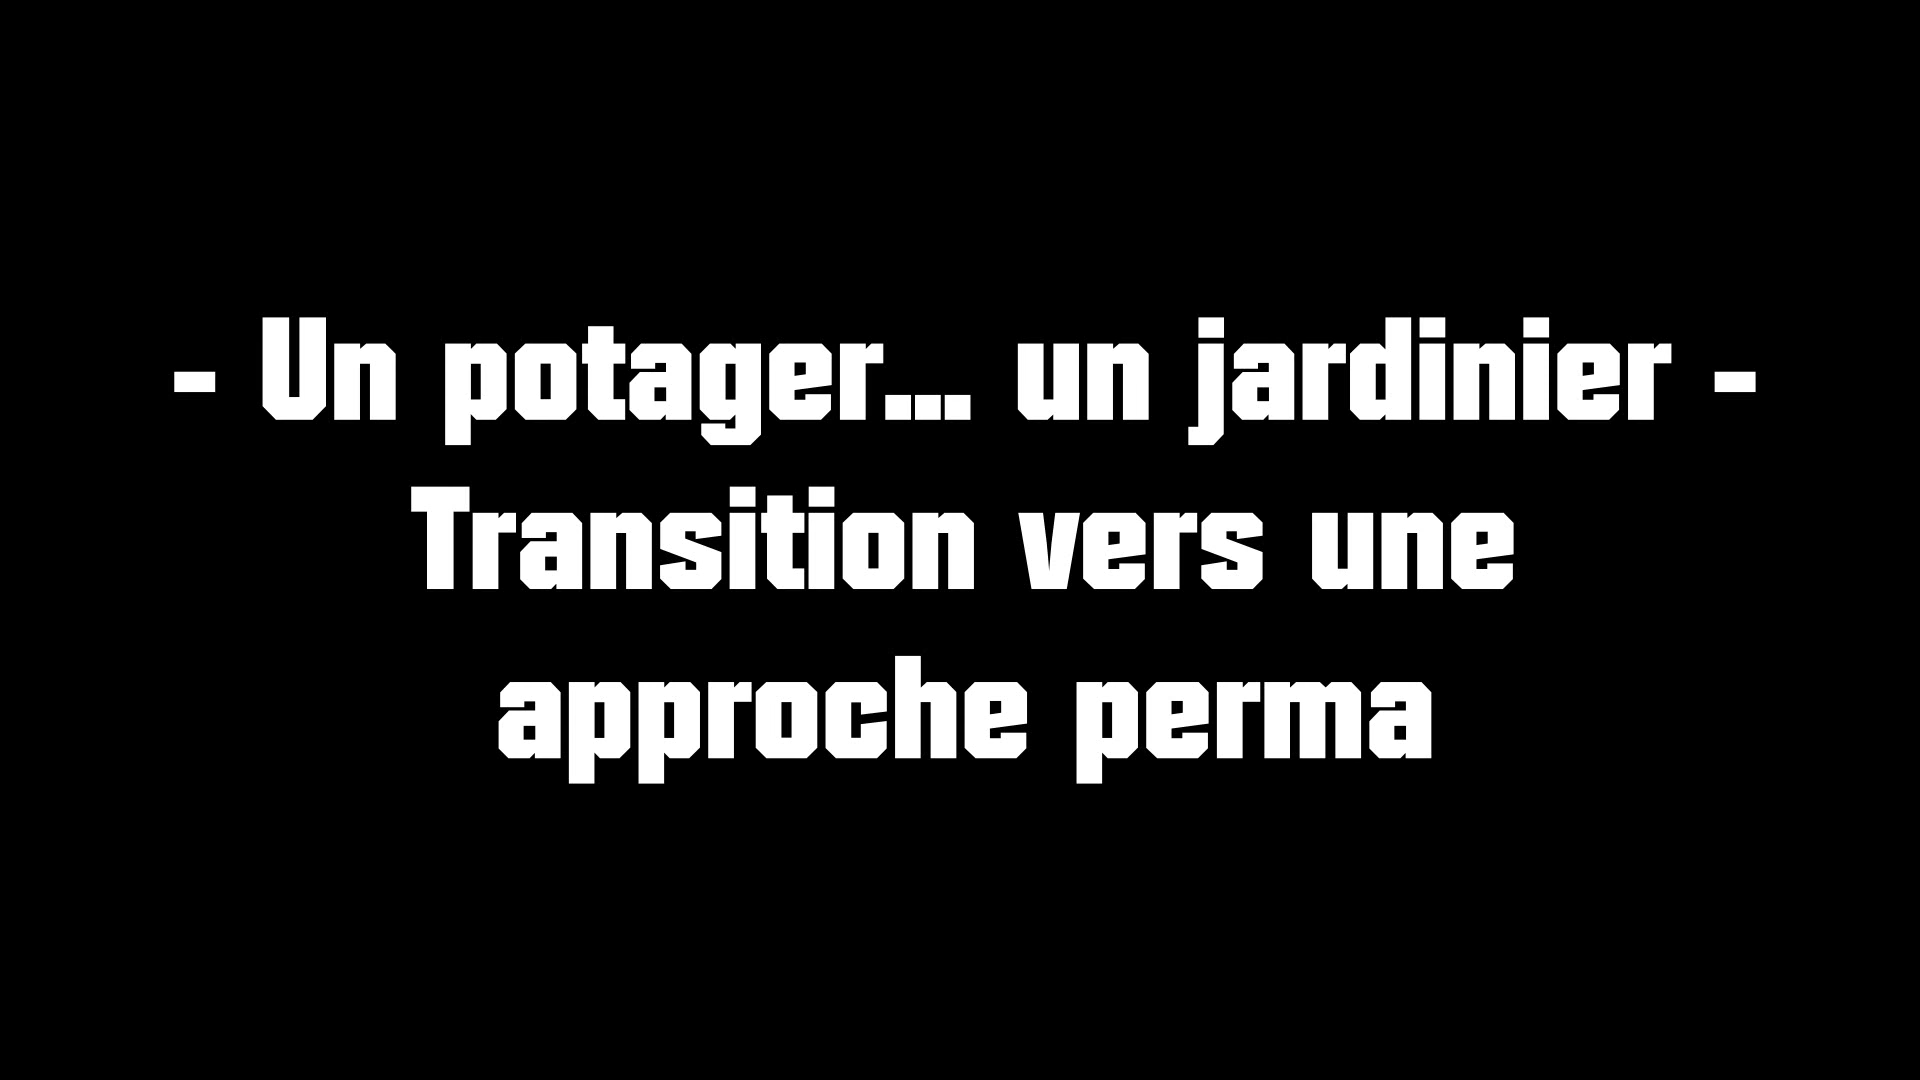 - Un potager... un jardinier -
Transition vers une
approche perma